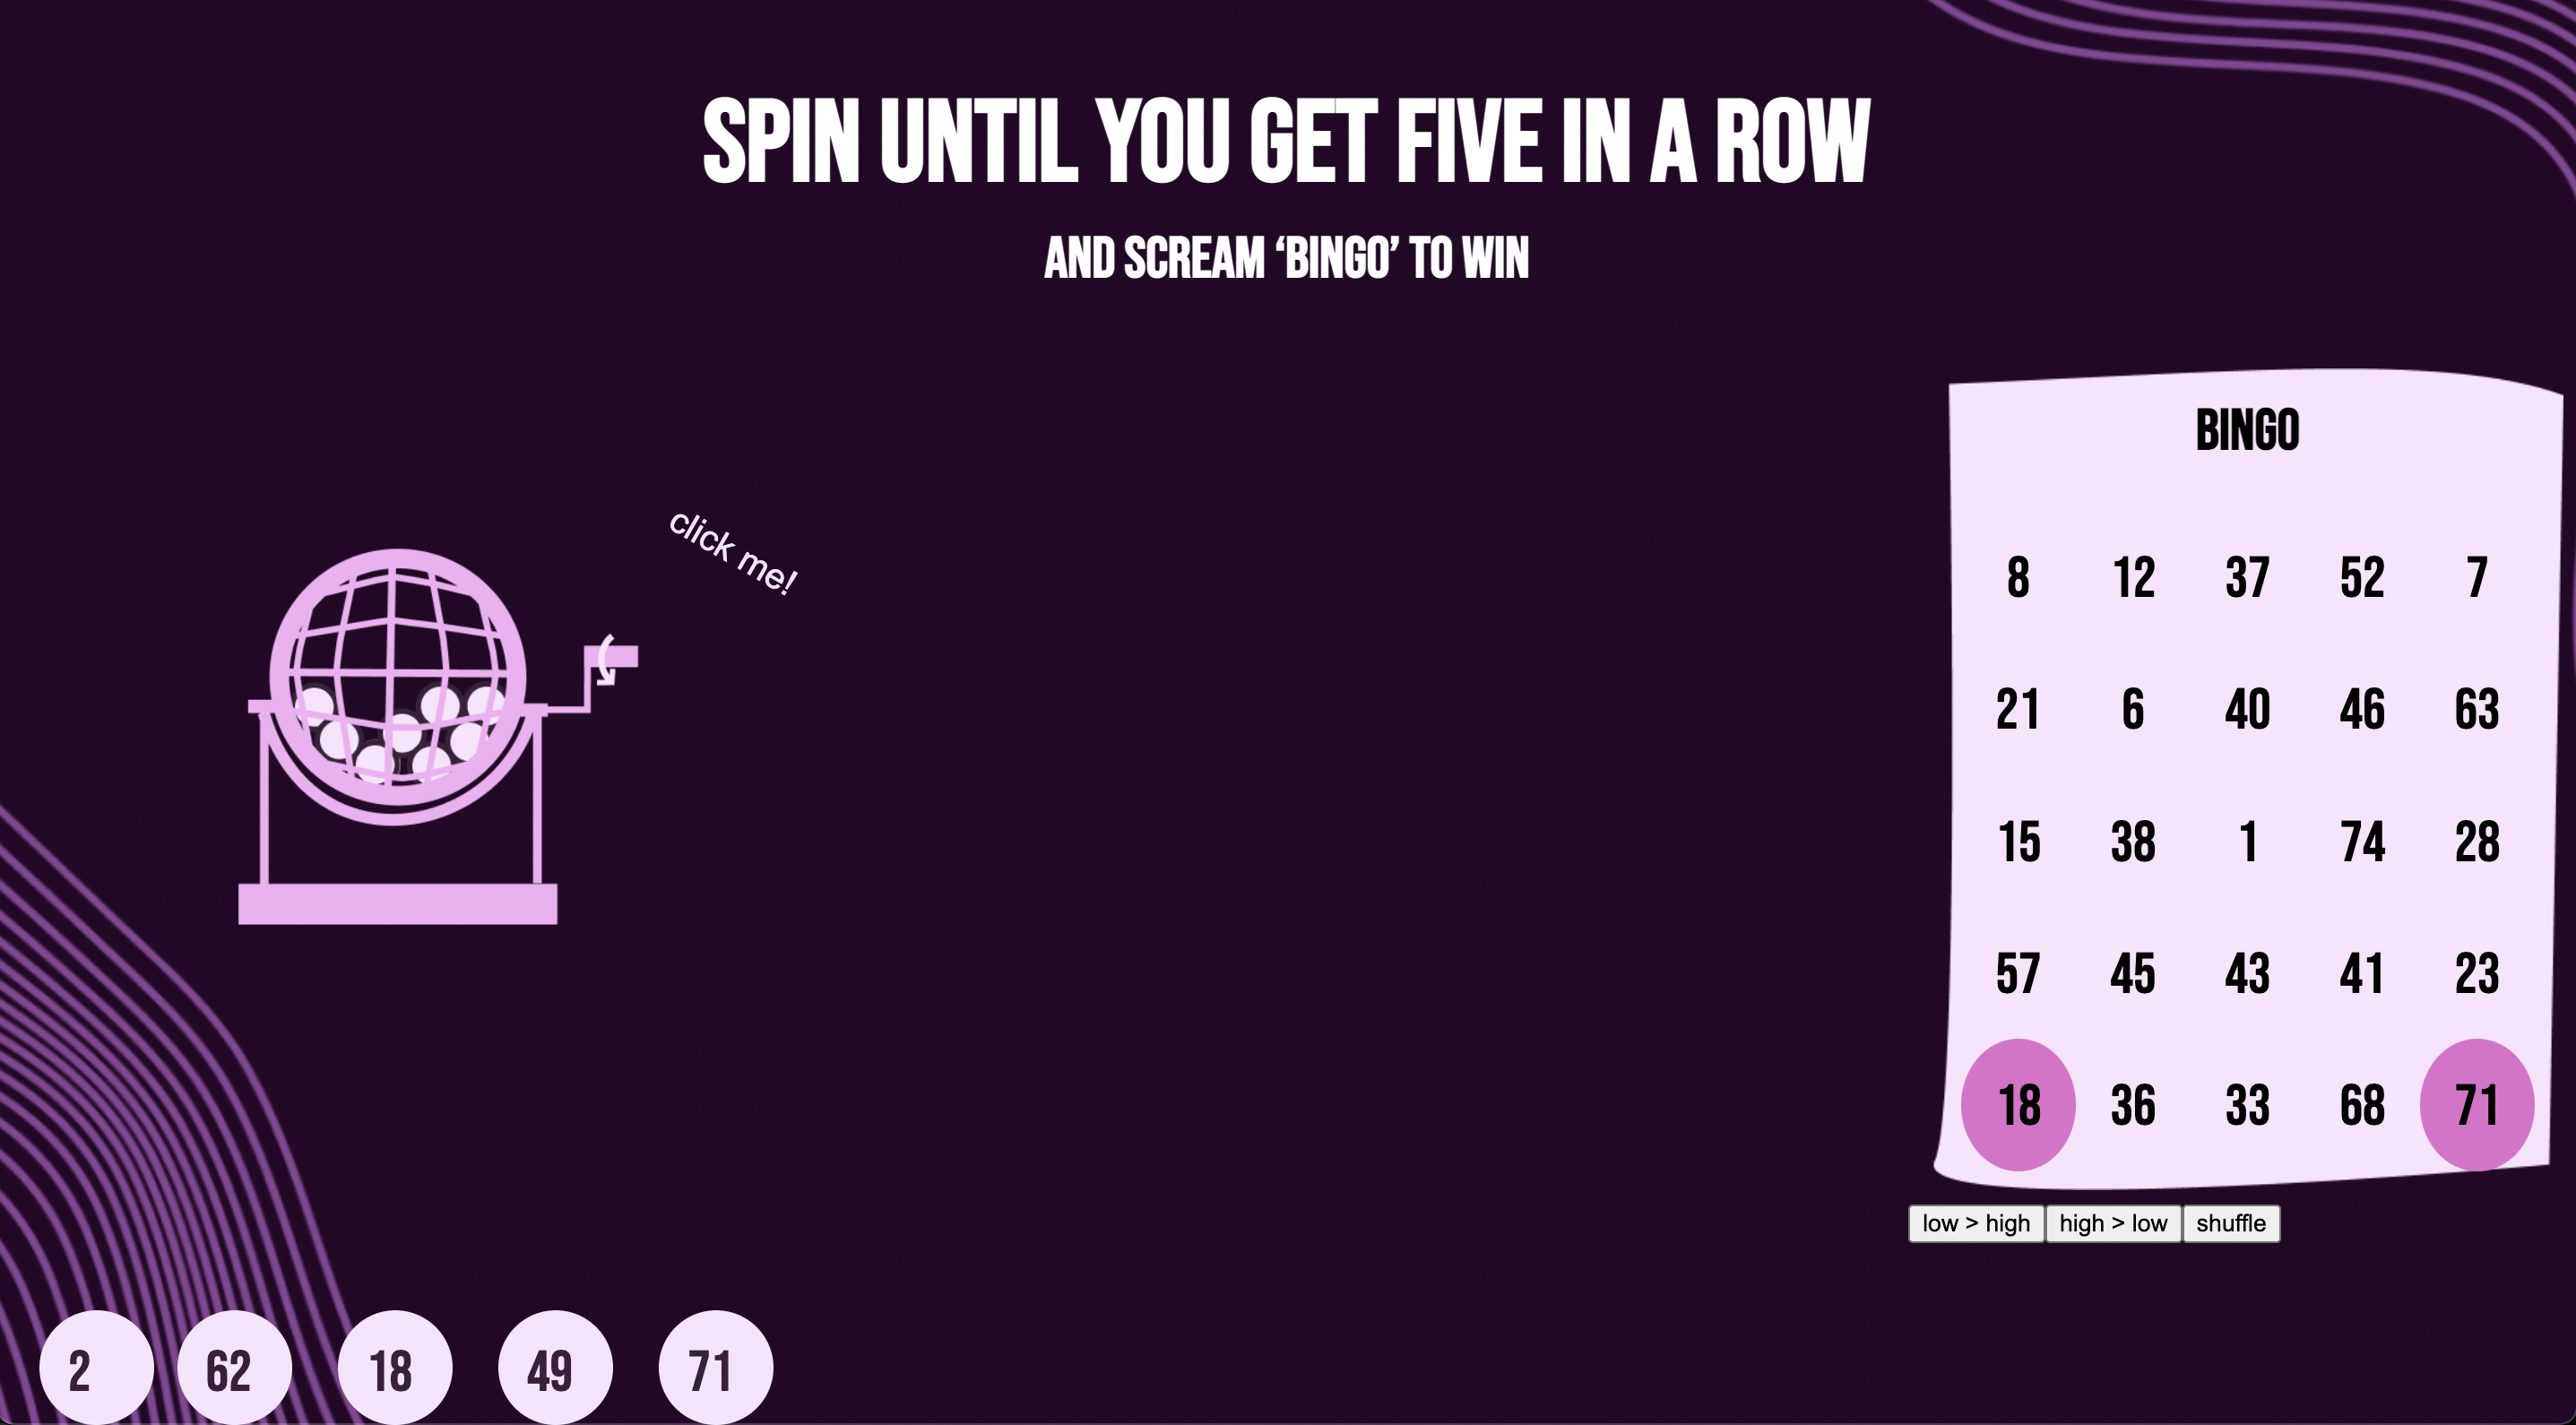 SPIN UNTIL YOU GET FIVE IN A ROW
AND SCREAM ‘BINGO’ TO WIN
click me!
BINGO
8 12 37 52 7
21 6 40 46 63
15 38 1 74 28
57 45 43 41 23
18 36 33 68 71
low > high high > low shuffle
2 62 18 49 71